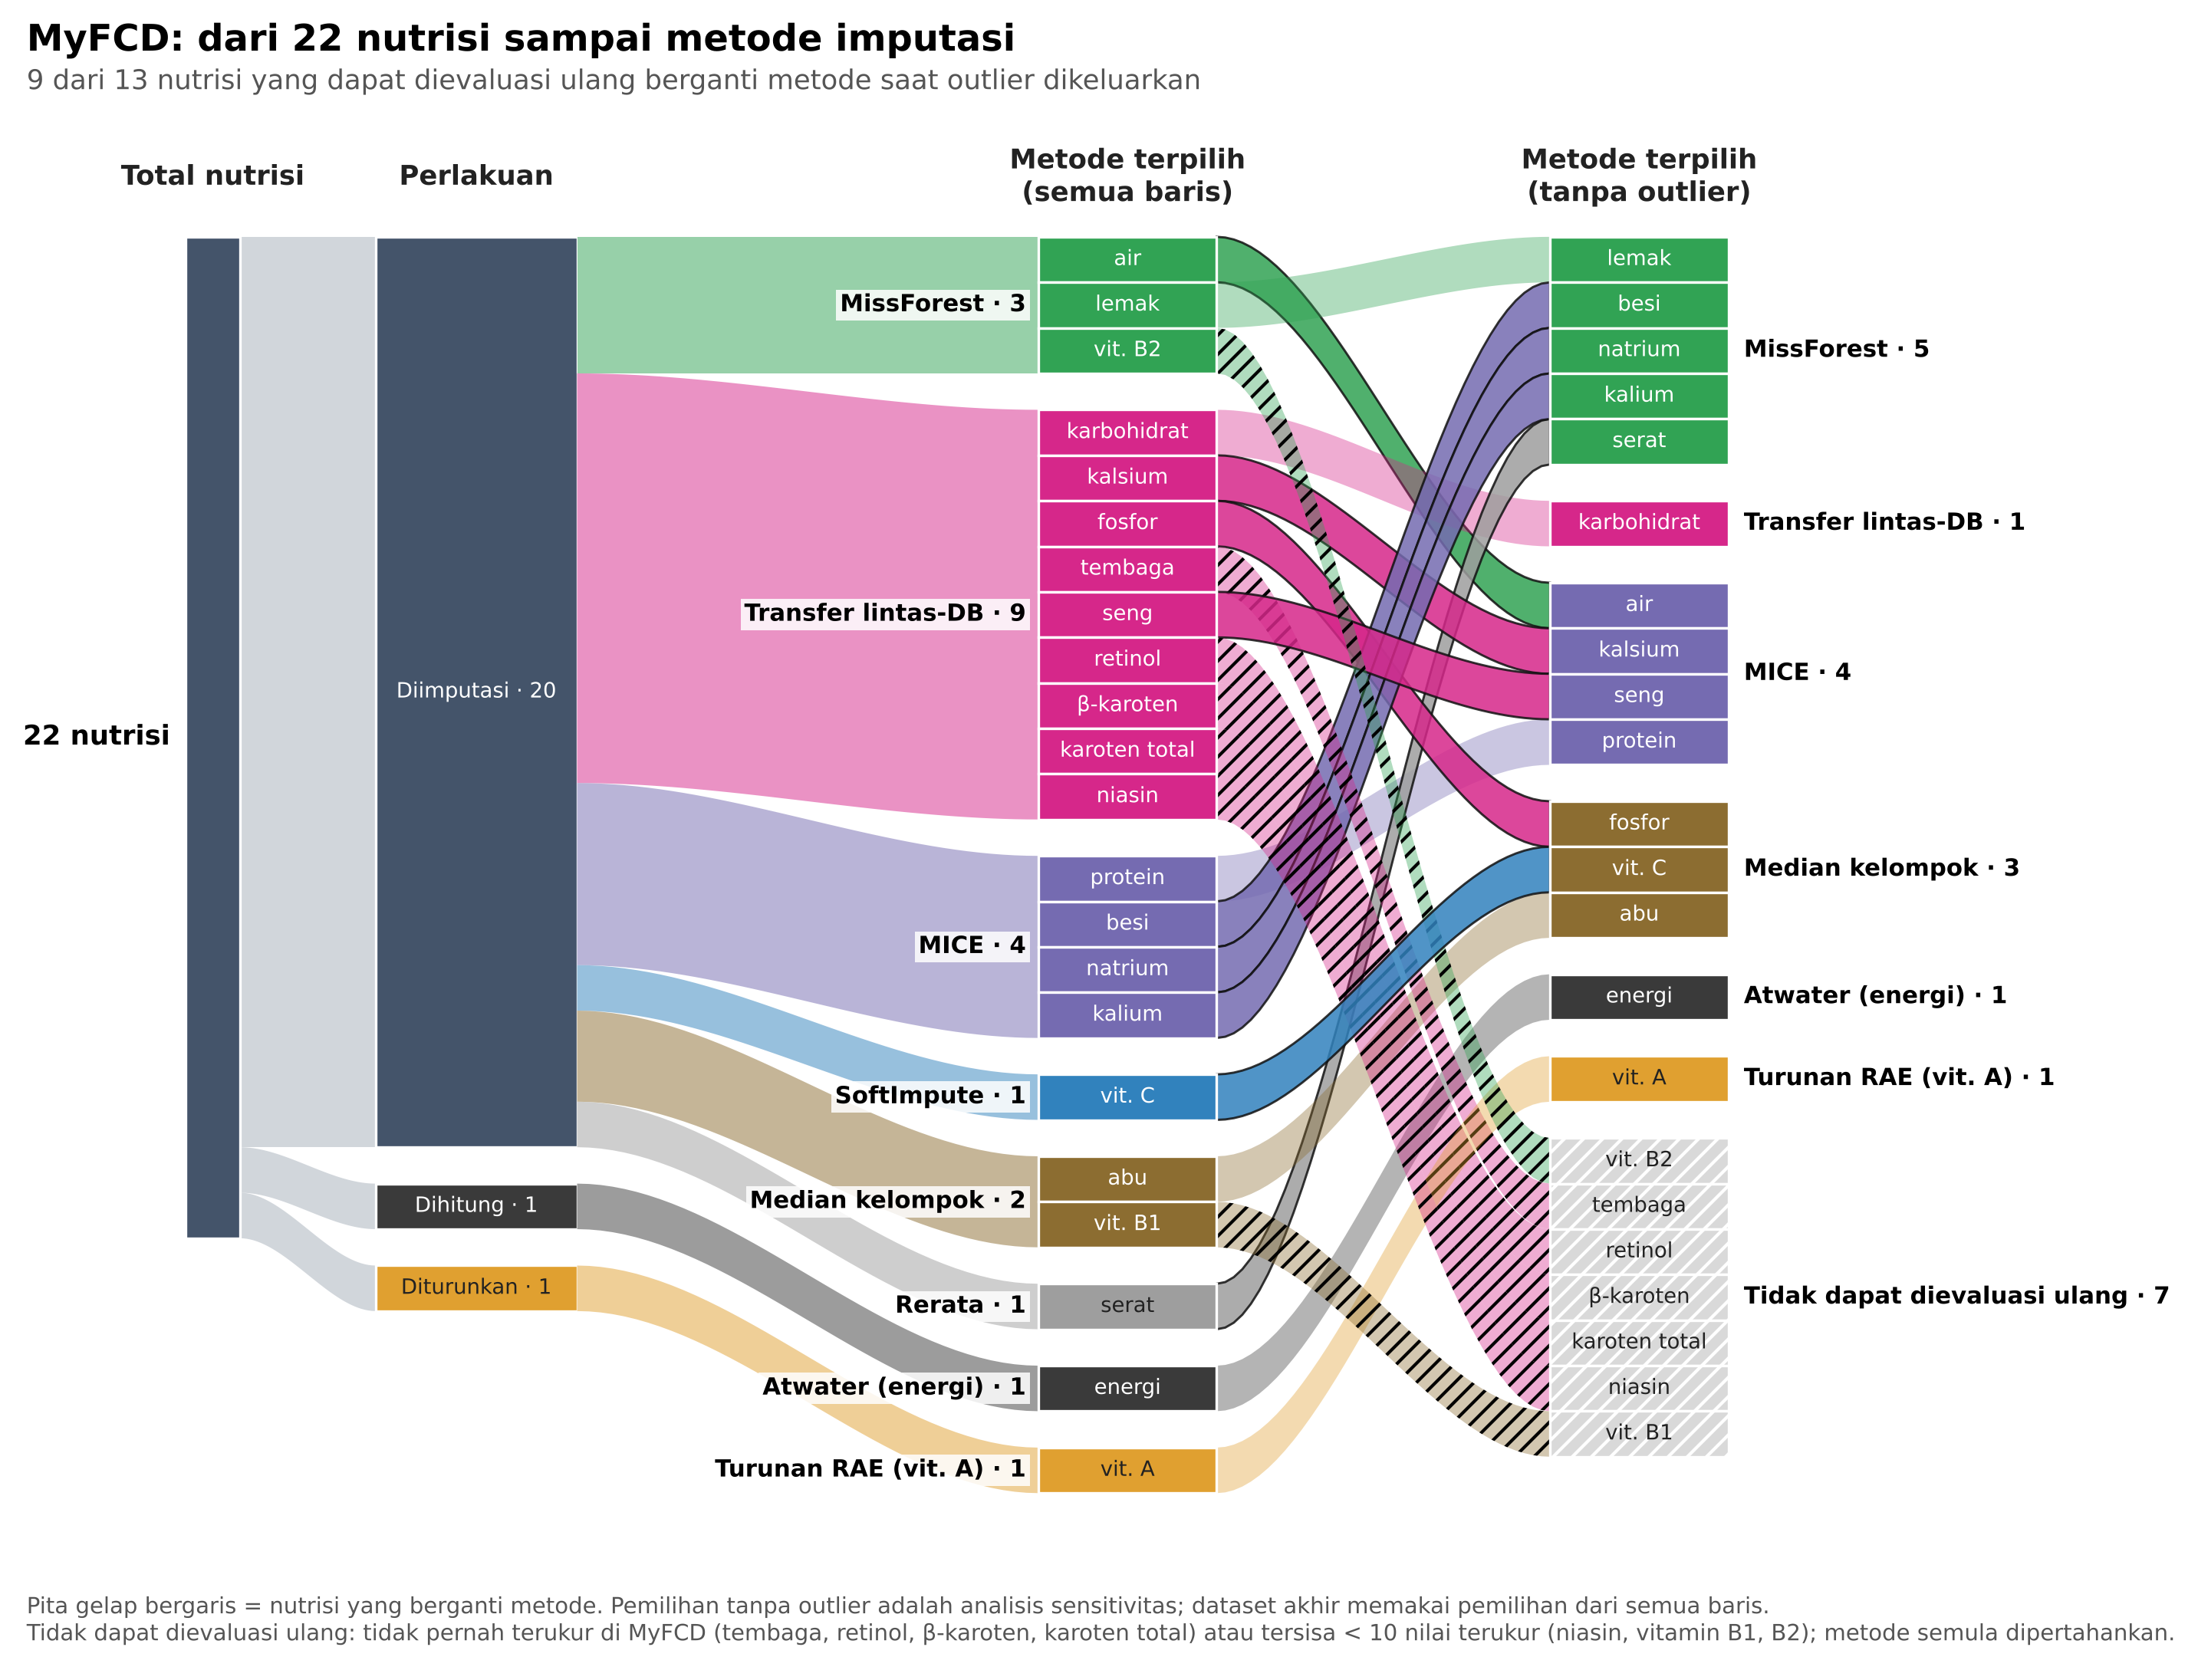 MyFCD: dari 22 nutrisi sampai metode imputasi
9 dari 13 nutrisi yang dapat dievaluasi ulang berganti metode saat outlier dikeluarkan
Total nutrisi
Perlakuan
Metode terpilih
(semua baris)
Metode terpilih
(tanpa outlier)
22 nutrisi
Diimputasi · 20
Dihitung · 1
Diturunkan · 1
MissForest · 3
air
lemak
vit. B2
Transfer lintas-DB · 9
karbohidrat
kalsium
fosfor
tembaga
seng
retinol
β-karoten
karoten total
niasin
MICE · 4
protein
besi
natrium
kalium
SoftImpute · 1
vit. C
Median kelompok · 2
abu
vit. B1
Rerata · 1
serat
Atwater (energi) · 1
energi
Turunan RAE (vit. A) · 1
vit. A
lemak
besi
natrium
kalium
serat
MissForest · 5
karbohidrat
Transfer lintas-DB · 1
air
kalsium
seng
protein
MICE · 4
fosfor
vit. C
abu
Median kelompok · 3
energi
Atwater (energi) · 1
vit. A
Turunan RAE (vit. A) · 1
vit. B2
tembaga
retinol
β-karoten
karoten total
niasin
vit. B1
Tidak dapat dievaluasi ulang · 7
Pita gelap bergaris = nutrisi yang berganti metode. Pemilihan tanpa outlier adalah analisis sensitivitas; dataset akhir memakai pemilihan dari semua baris.
Tidak dapat dievaluasi ulang: tidak pernah terukur di MyFCD (tembaga, retinol, β-karoten, karoten total) atau tersisa < 10 nilai terukur (niasin, vitamin B1, B2); metode semula dipertahankan.